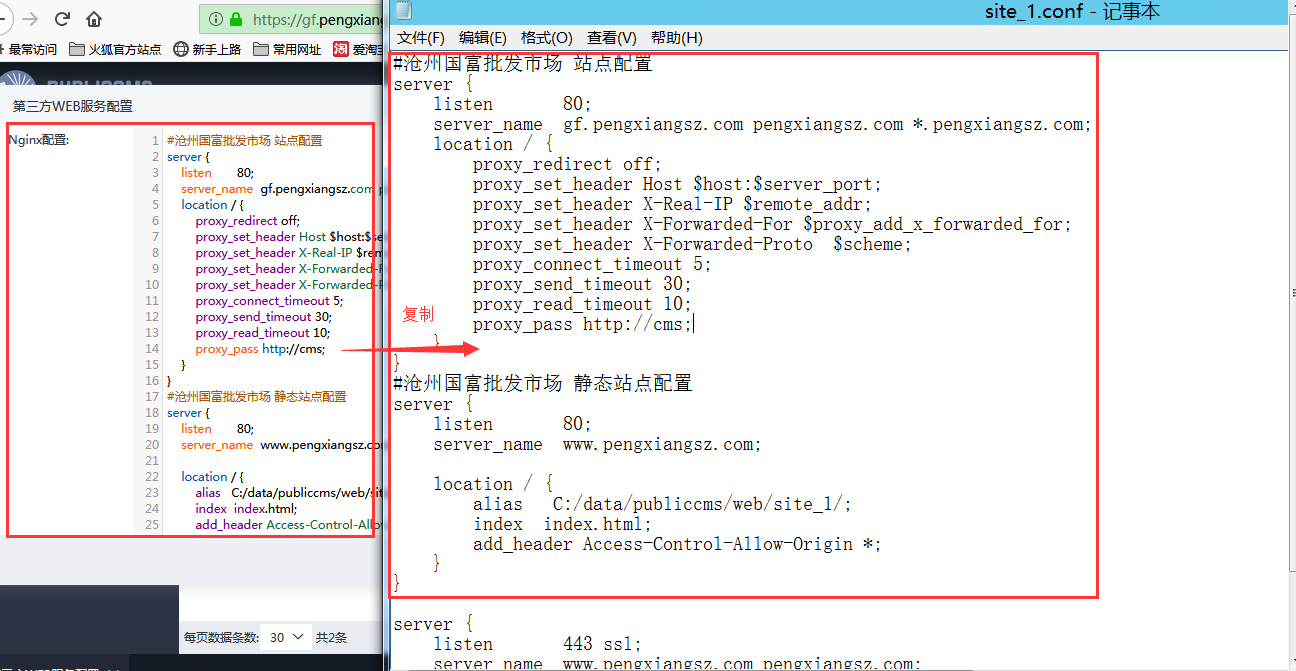 https://gf.pengxiang
最常访问 火狐官方站点 新手上路 常用网址 淘 爱淘宝
第三方WEB服务配置
Nginx配置:
1 #沧州国富批发市场 站点配置
2 server {
3 listen 80;
4 server_name gf.pengxiangsz.com p
5 location / {
6 proxy_redirect off;
7 proxy_set_header Host $host:$se
8 proxy_set_header X-Real-IP $rem
9 proxy_set_header X-Forwarded-F
10 proxy_set_header X-Forwarded-P
11 proxy_connect_timeout 5;
12 proxy_send_timeout 30;
13 proxy_read_timeout 10;
14 proxy_pass http://cms;
15 }
16 }
17 #沧州国富批发市场 静态站点配置
18 server {
19 listen 80;
20 server_name www.pengxiangsz.co
21
22 location / {
23 alias C:/data/publiccms/web/sit
24 index index.html;
25 add_header Access-Control-Allo
每页数据条数: 30 共2条
site_1.conf - 记事本
文件(F) 编辑(E) 格式(O) 查看(V) 帮助(H)
#沧州国富批发市场 站点配置
server {
listen 80;
server_name gf.pengxiangsz.com pengxiangsz.com *.pengxiangsz.com;
location / {
proxy_redirect off;
proxy_set_header Host $host:$server_port;
proxy_set_header X-Real-IP $remote_addr;
proxy_set_header X-Forwarded-For $proxy_add_x_forwarded_for;
proxy_set_header X-Forwarded-Proto $scheme;
proxy_connect_timeout 5;
proxy_send_timeout 30;
proxy_read_timeout 10;
复制
proxy_pass http://cms;
}
}
#沧州国富批发市场 静态站点配置
server {
listen 80;
server_name www.pengxiangsz.com;
location / {
alias C:/data/publiccms/web/site_1/;
index index.html;
add_header Access-Control-Allow-Origin *;
}
}
server {
listen 443 ssl;
server_name www.pengxiangsz.com pengxiangsz.com;